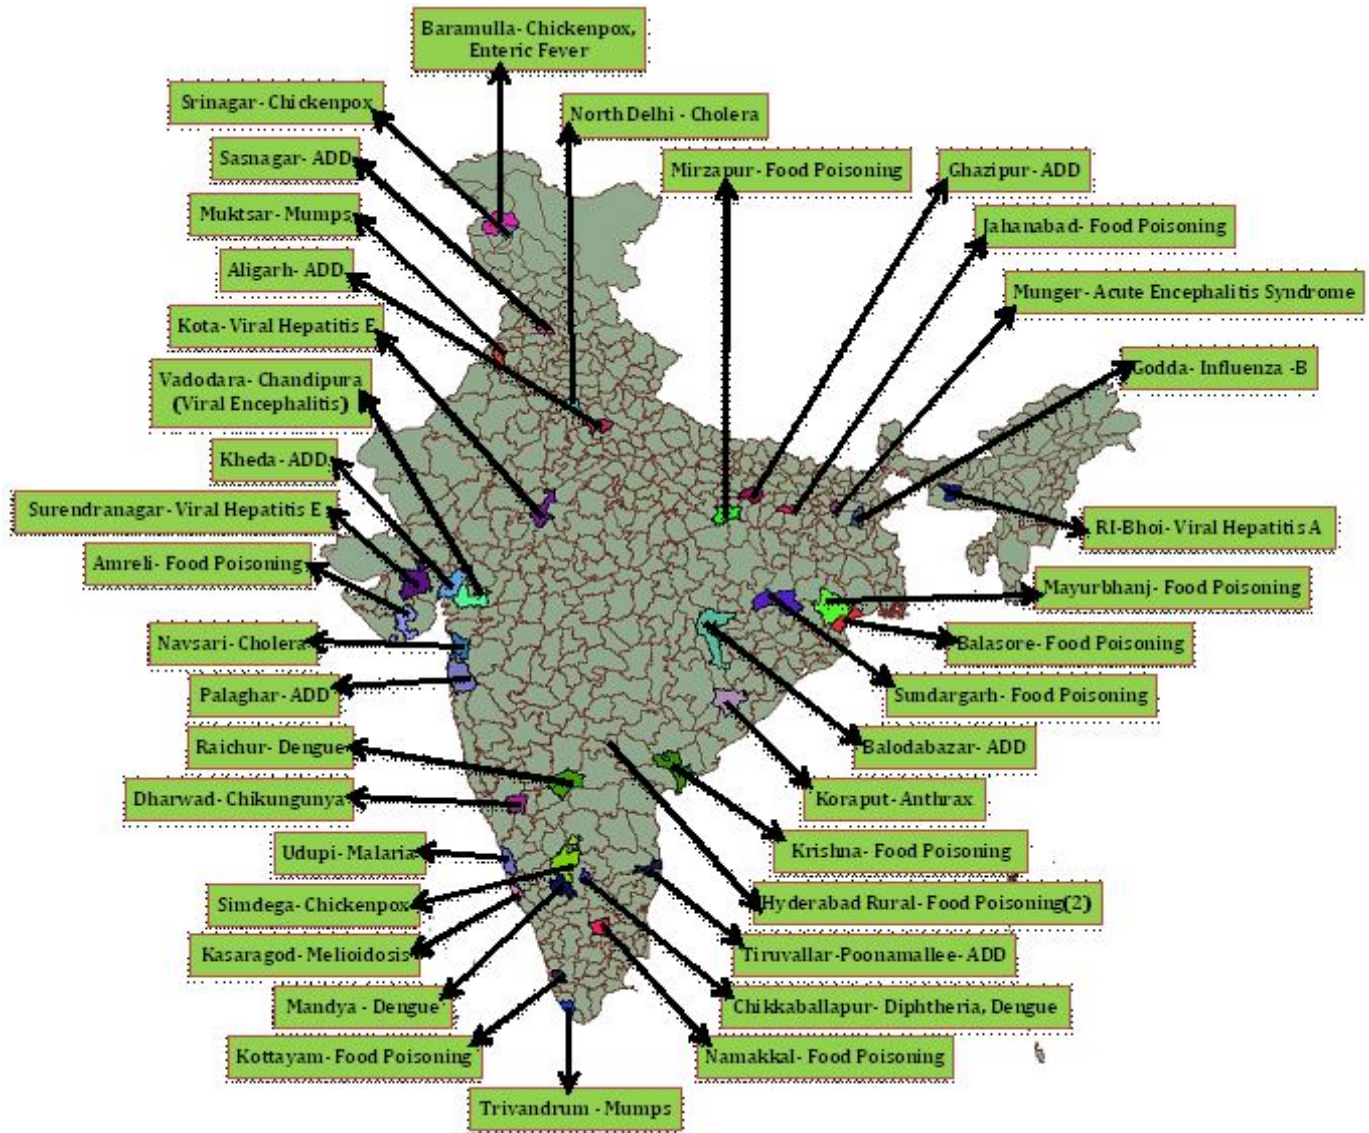 Baramulla- Chickenpox,
Enteric Fever
Srinagar- Chickenpox
North Delhi - Cholera
Sasnagar- ADD
Mirzapur- Food Poisoning
Ghazipur- ADD
Muktsar- Mumps
Jahanabad- Food Poisoning
Aligarh- ADD
Munger- Acute Encephalitis Syndrome
Kota- Viral Hepatitis E
Godda- Influenza -B
Vadodara- Chandipura
(Viral Encephalitis)
Kheda- ADD
Surendranagar- Viral Hepatitis E
RI-Bhoi- Viral Hepatitis A
Amreli- Food Poisoning
Mayurbhanj- Food Poisoning
Navsari- Cholera
Balasore- Food Poisoning
Palaghar- ADD
Sundargarh- Food Poisoning
Raichur- Dengue
Balodabazar- ADD
Dharwad- Chikungunya
Koraput- Anthrax
Udupi- Malaria
Krishna- Food Poisoning
Simdega- Chickenpox
Hyderabad Rural- Food Poisoning(2)
Kasaragod- Melioidosis
Tiruvallar-Poonamallee- ADD
Mandya - Dengue
Chikkaballapur- Diphtheria, Dengue
Kottayam- Food Poisoning
Namakkal- Food Poisoning
Trivandrum - Mumps